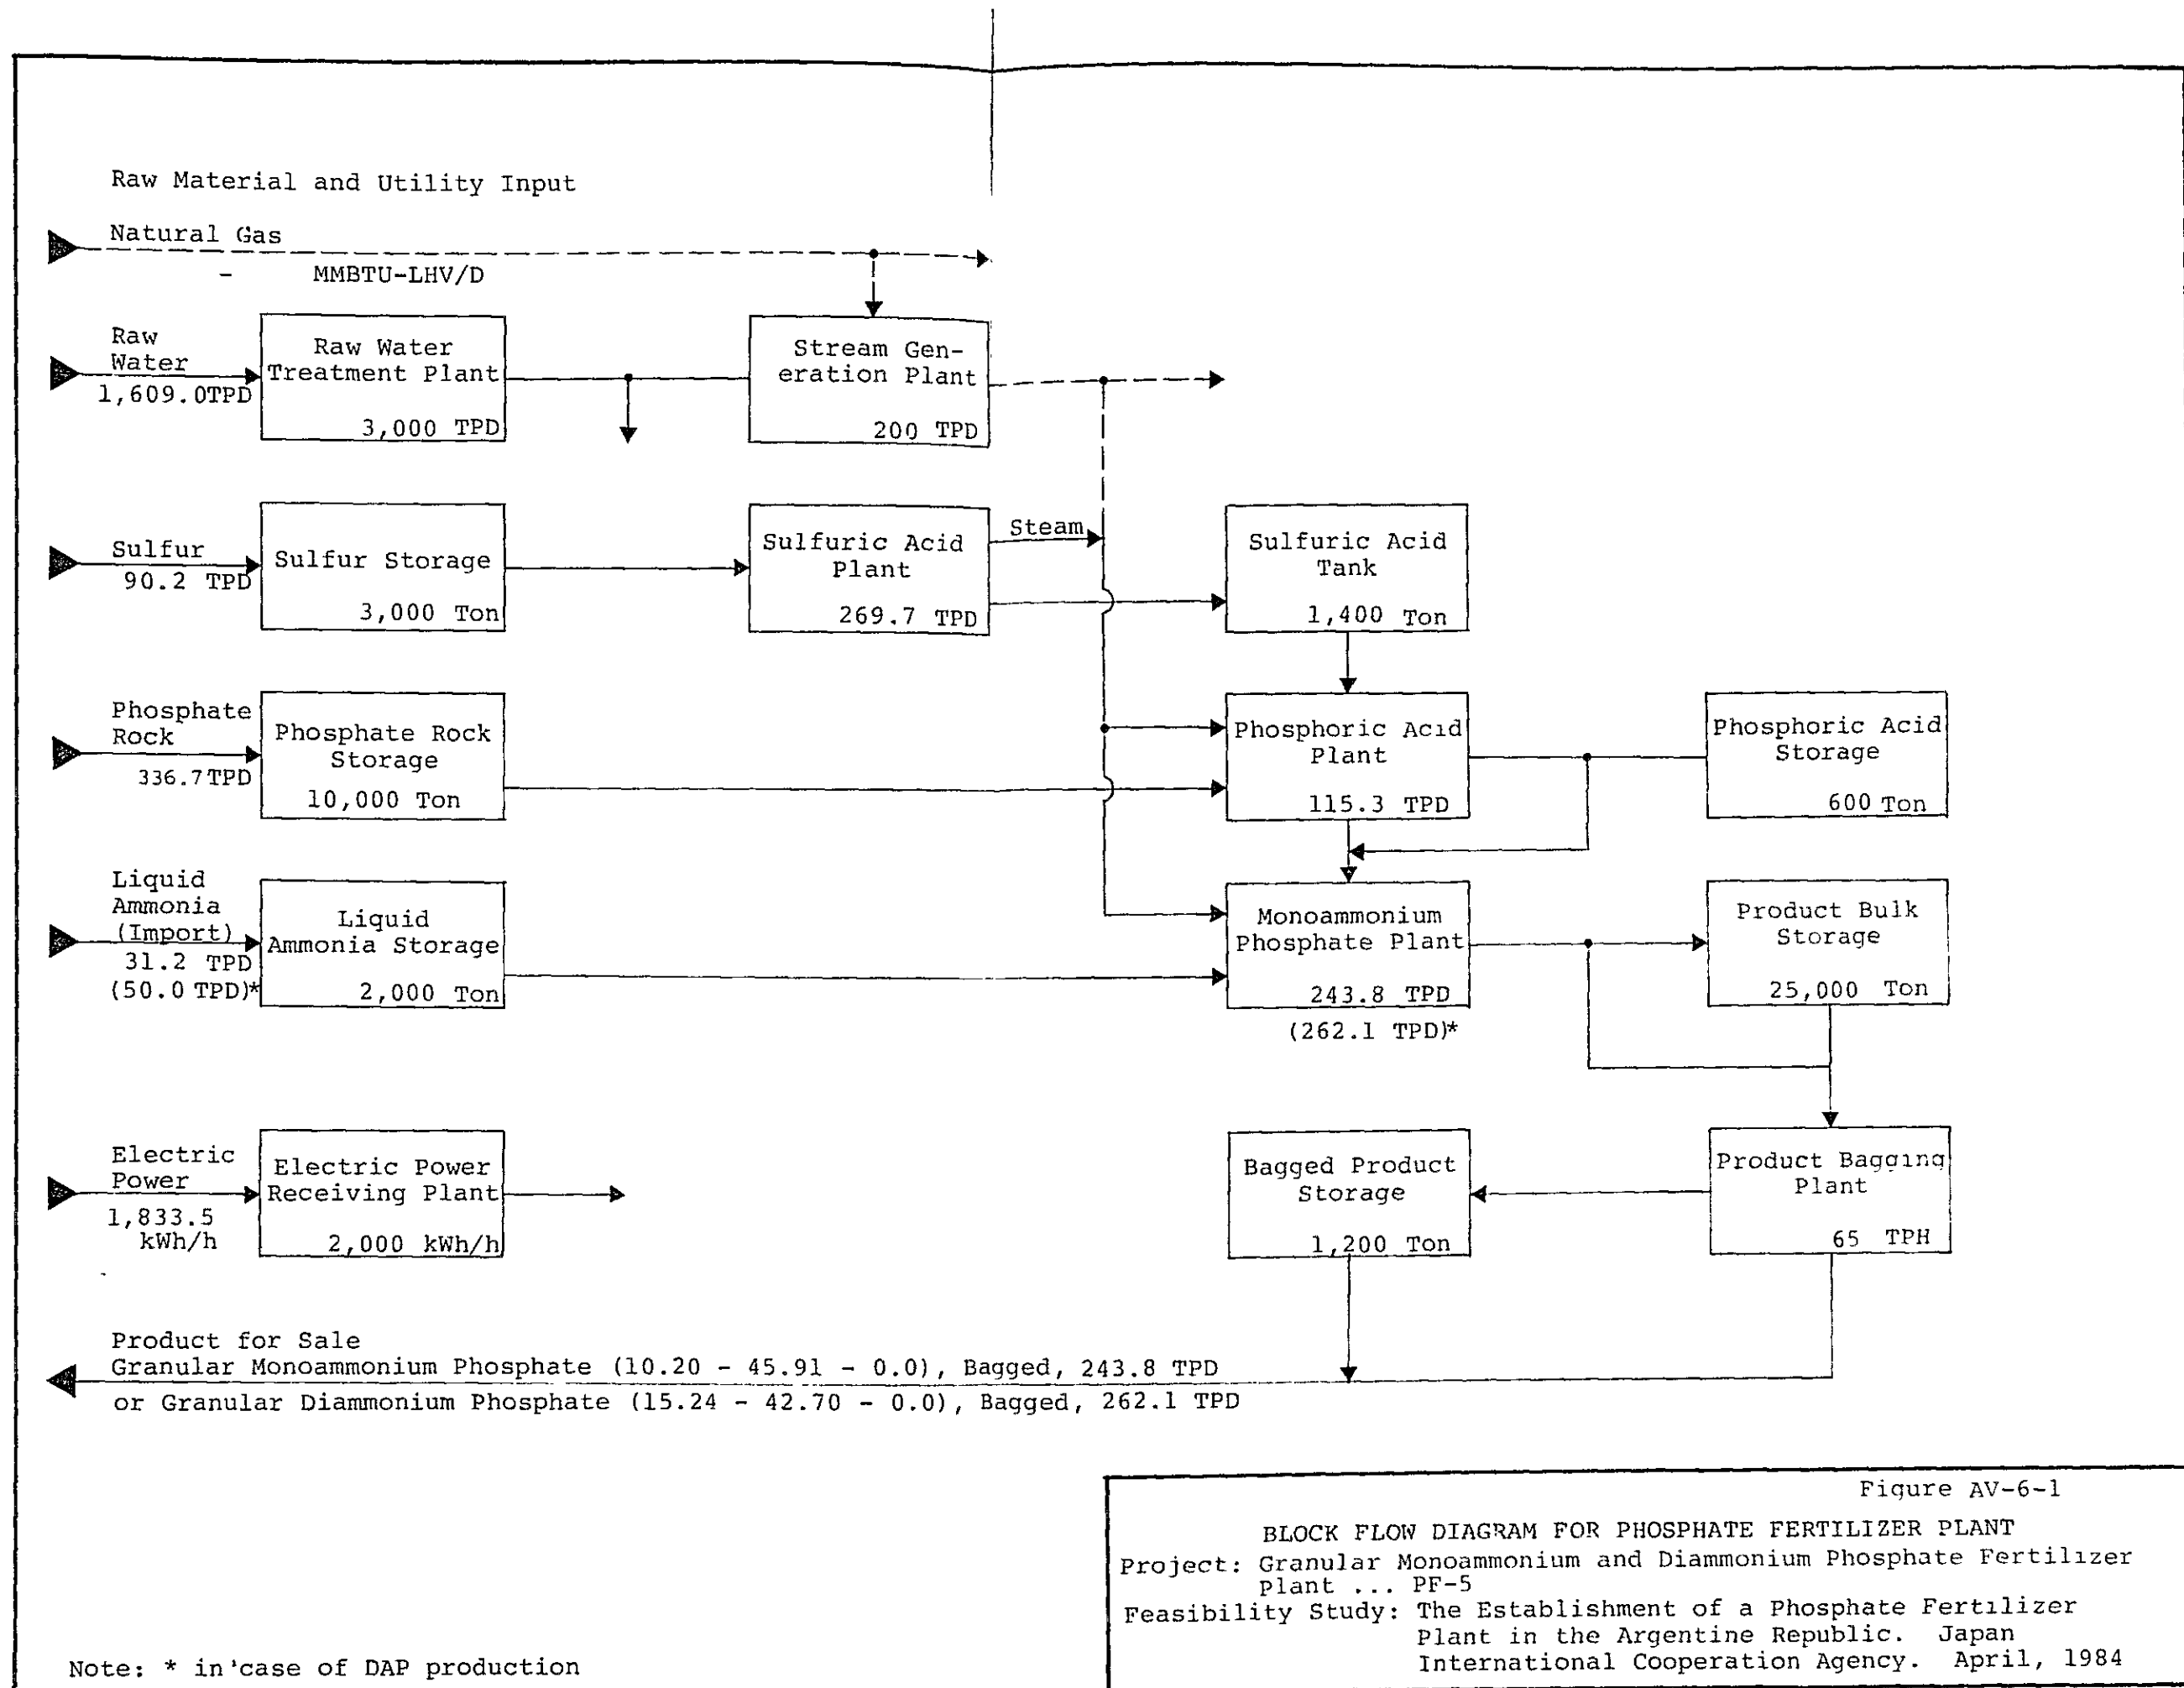 Raw Material and Utility Input
Natural Gas
- MMBTU-LHV/D
Raw
Water
1,609.0TPD
Raw Water
Treatment Plant
3,000 TPD
Stream Gen-
eration Plant
200 TPD
Sulfur
90.2 TPD
Sulfur Storage
3,000 Ton
Sulfuric Acid
Plant
269.7 TPD
Steam
Sulfuric Acid
Tank
1,400 Ton
Phosphate
Rock
336.7TPD
Phosphate Rock
Storage
10,000 Ton
Phosphoric Acid
Plant
115.3 TPD
Phosphoric Acid
Storage
600 Ton
Liquid
Ammonia
(Import)
31.2 TPD
(50.0 TPD)*
Liquid
Ammonia Storage
2,000 Ton
Monoammonium
Phosphate Plant
243.8 TPD
(262.1 TPD)*
Product Bulk
Storage
25,000 Ton
Electric
Power
1,833.5
kWh/h
Electric Power
Receiving Plant
2,000 kWh/h
Bagged Product
Storage
1,200 Ton
Product Bagging
Plant
65 TPH
Product for Sale
Granular Monoammonium Phosphate (10.20 - 45.91 - 0.0), Bagged, 243.8 TPD
or Granular Diammonium Phosphate (15.24 - 42.70 - 0.0), Bagged, 262.1 TPD
Figure AV-6-1
BLOCK FLOW DIAGRAM FOR PHOSPHATE FERTILIZER PLANT
Project: Granular Monoammonium and Diammonium Phosphate Fertilizer
Plant ... PF-5
Feasibility Study: The Establishment of a Phosphate Fertilizer
Plant in the Argentine Republic. Japan
International Cooperation Agency. April, 1984
Note: * in case of DAP production